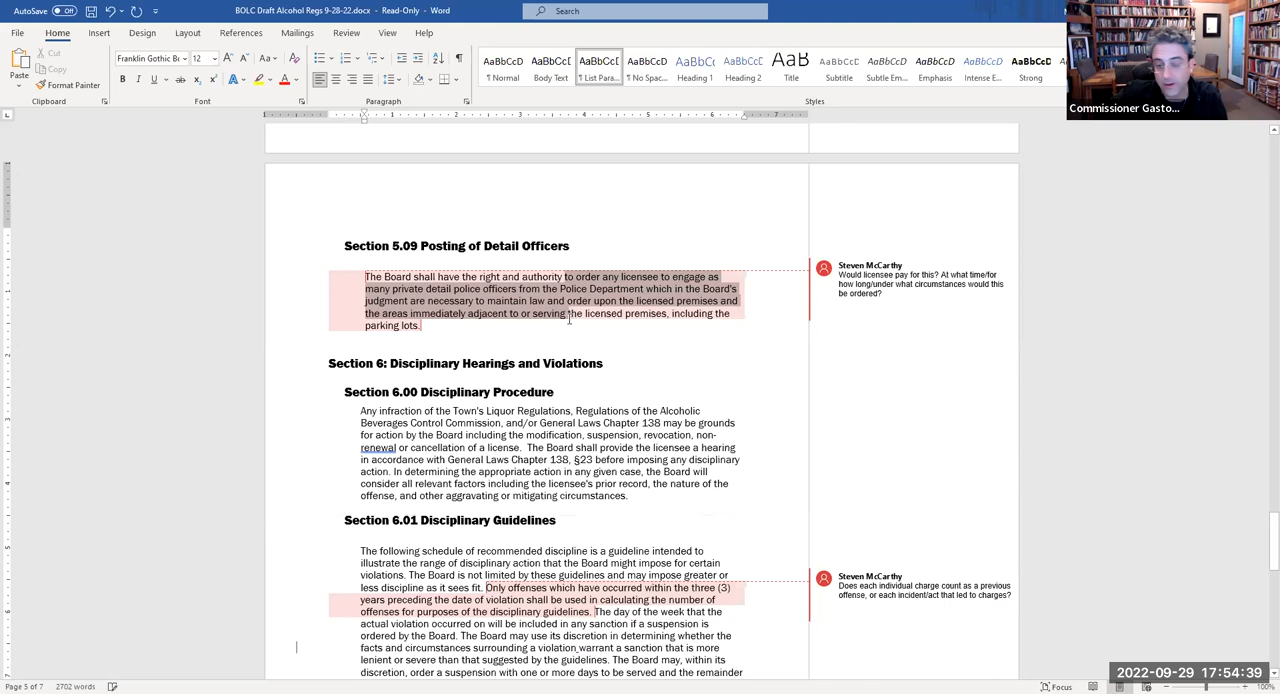 AutoSave Off BOLC Draft Alcohol Regs 9-28-22.docx - Read-Only - Word Search
File Home Insert Design Layout References Mailings Review View Help
Cut
Copy
Format Painter
Paste
Franklin Gothic B 12
AaBbCcD AaBbCcI AaBbCcI AaBbCcD AaBbC AaBbCcI AaB AaBbCcD AaBbCcD AaBbCcD AaBbCcD AaBbCcD
¶ Normal Body Text ¶ List Para... ¶ No Spac... Heading 1 Heading 2 Title Subtitle Subtle Em... Emphasis Intense E... Strong
Clipboard Font Paragraph Styles
Commissioner Gasto...
Section 5.09 Posting of Detail Officers
The Board shall have the right and authority to order any licensee to engage as
many private detail police officers from the Police Department which in the Board's
judgment are necessary to maintain law and order upon the licensed premises and
the areas immediately adjacent to or serving the licensed premises, including the
parking lots.
Steven McCarthy
Would licensee pay for this? At what time/for
how long/under what circumstances would this
be ordered?
Section 6: Disciplinary Hearings and Violations
Section 6.00 Disciplinary Procedure
Any infraction of the Town's Liquor Regulations, Regulations of the Alcoholic
Beverages Control Commission, and/or General Laws Chapter 138 may be grounds
for action by the Board including the modification, suspension, revocation, non-
renewal or cancellation of a license. The Board shall provide the licensee a hearing
in accordance with General Laws Chapter 138, §23 before imposing any disciplinary
action. In determining the appropriate action in any given case, the Board will
consider all relevant factors including the licensee's prior record, the nature of the
offense, and other aggravating or mitigating circumstances.
Section 6.01 Disciplinary Guidelines
The following schedule of recommended discipline is a guideline intended to
illustrate the range of disciplinary action that the Board might impose for certain
violations. The Board is not limited by these guidelines and may impose greater or
less discipline as it sees fit. Only offenses which have occurred within the three (3)
years preceding the date of violation shall be used in calculating the number of
offenses for purposes of the disciplinary guidelines. The day of the week that the
actual violation occurred on will be included in any sanction if a suspension is
ordered by the Board. The Board may use its discretion in determining whether the
facts and circumstances surrounding a violation warrant a sanction that is more
lenient or severe than that suggested by the guidelines. The Board may, within its
discretion, order a suspension with one or more days to be served and the remainder
Steven McCarthy
Does each individual charge count as a previous
offense, or each incident/act that led to charges?
2022-09-29 17:54:39
Page 5 of 7 2702 words Focus 100%